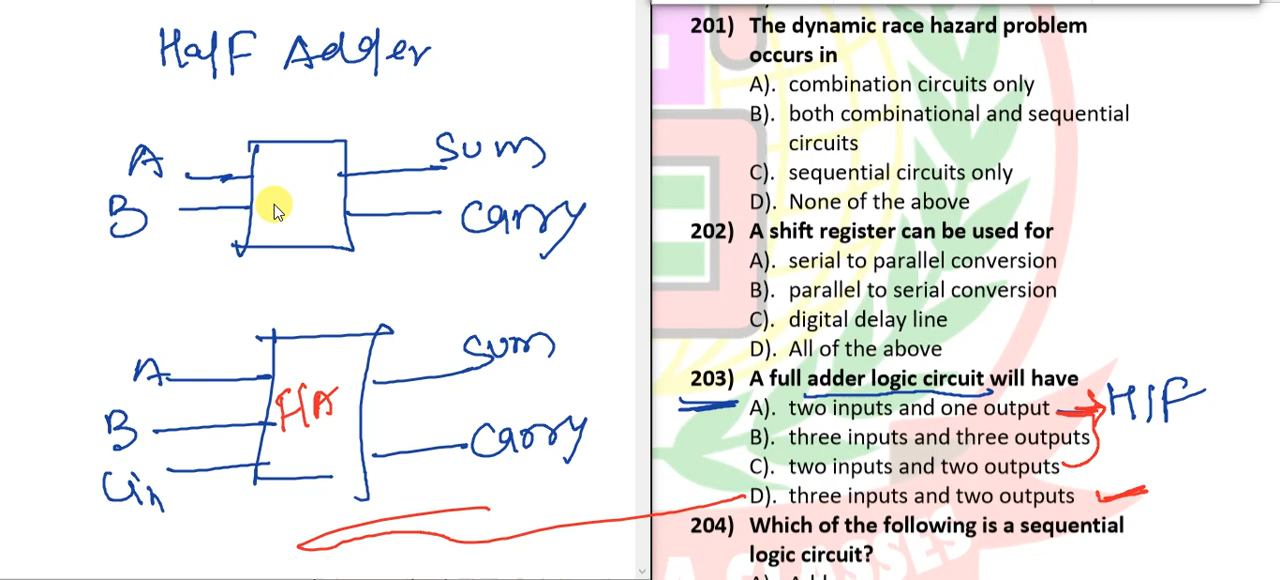 Half Adder
A
B
Sum
Carry
A
B
Cin
HA
Sum
Carry
201) The dynamic race hazard problem
occurs in
A). combination circuits only
B). both combinational and sequential
circuits
C). sequential circuits only
D). None of the above
202) A shift register can be used for
A). serial to parallel conversion
B). parallel to serial conversion
C). digital delay line
D). All of the above
203) A full adder logic circuit will have
A). two inputs and one output
B). three inputs and three outputs
C). two inputs and two outputs
D). three inputs and two outputs
204) Which of the following is a sequential
logic circuit?